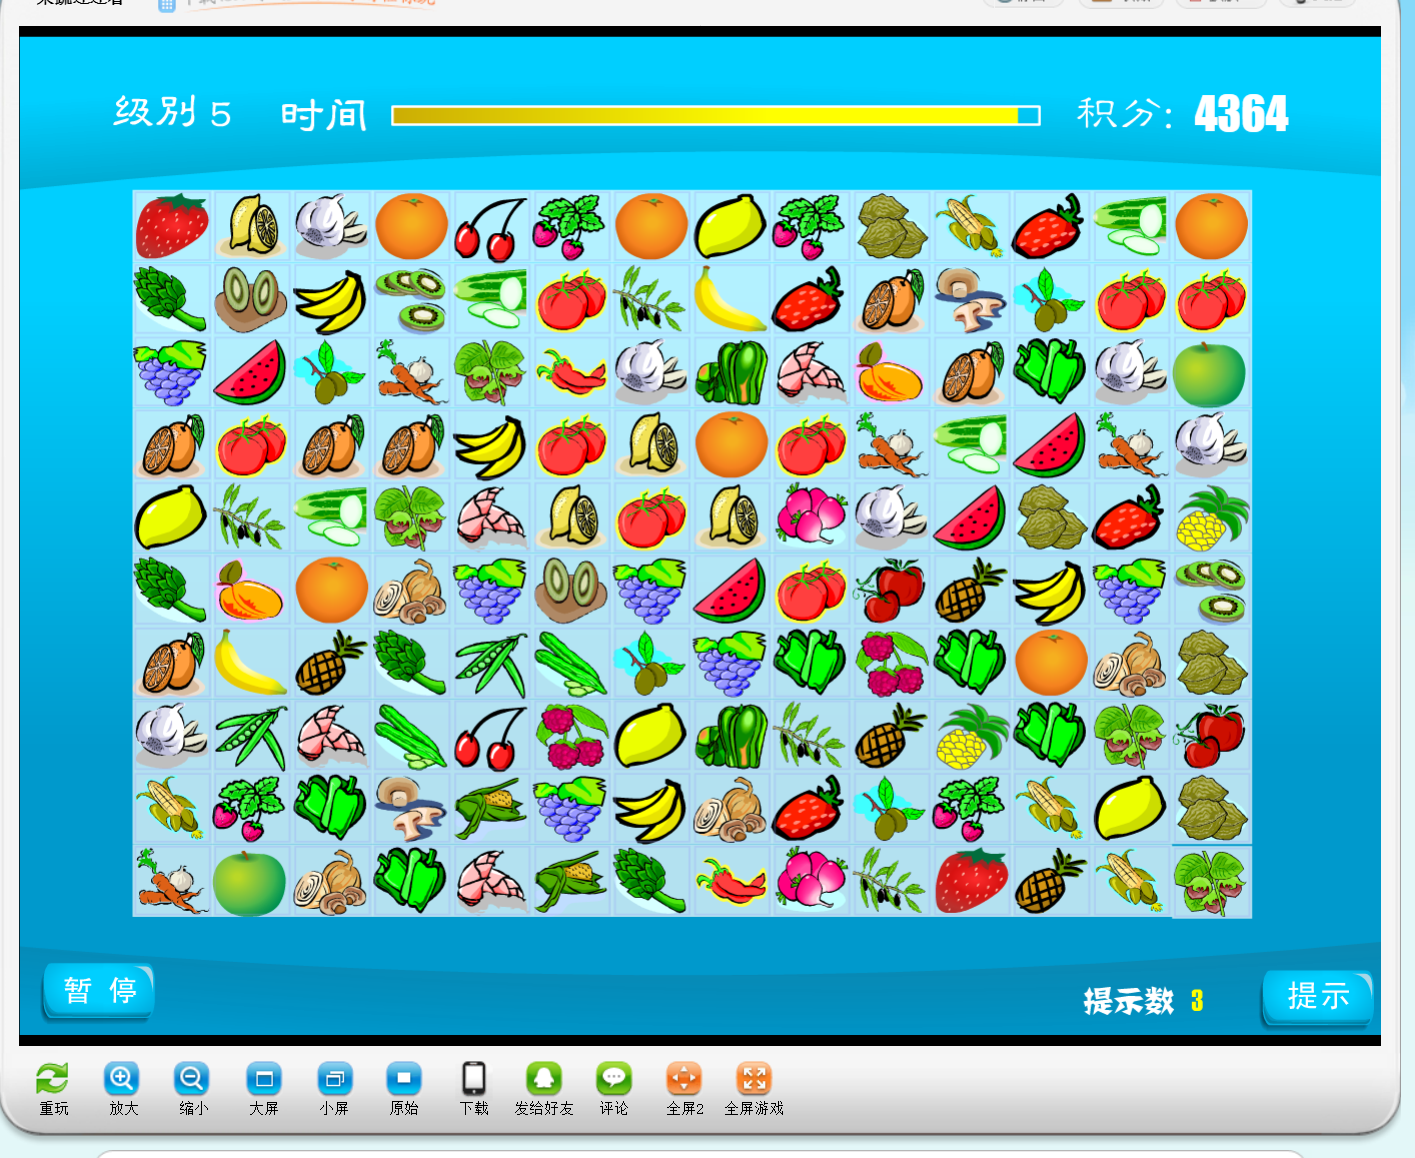 级别 5 时间 积分: 4364
暂 停
提示数 3
提示
重玩 放大 缩小 大屏 小屏 原始 下载 发给好友 评论 全屏2 全屏游戏